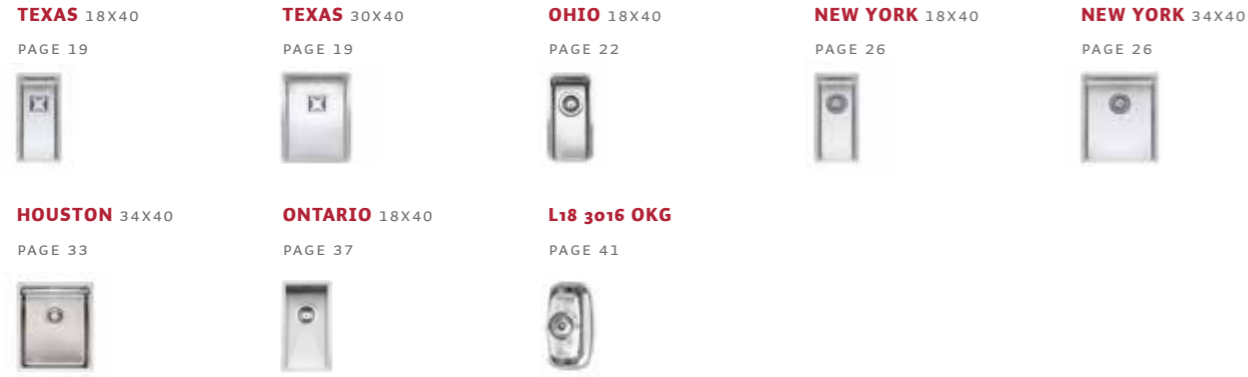 TEXAS 18X40
PAGE 19
TEXAS 30X40
PAGE 19
OHIO 18X40
PAGE 22
NEW YORK 18X40
PAGE 26
NEW YORK 34X40
PAGE 26
HOUSTON 34X40
PAGE 33
ONTARIO 18X40
PAGE 37
L18 3016 OKG
PAGE 41